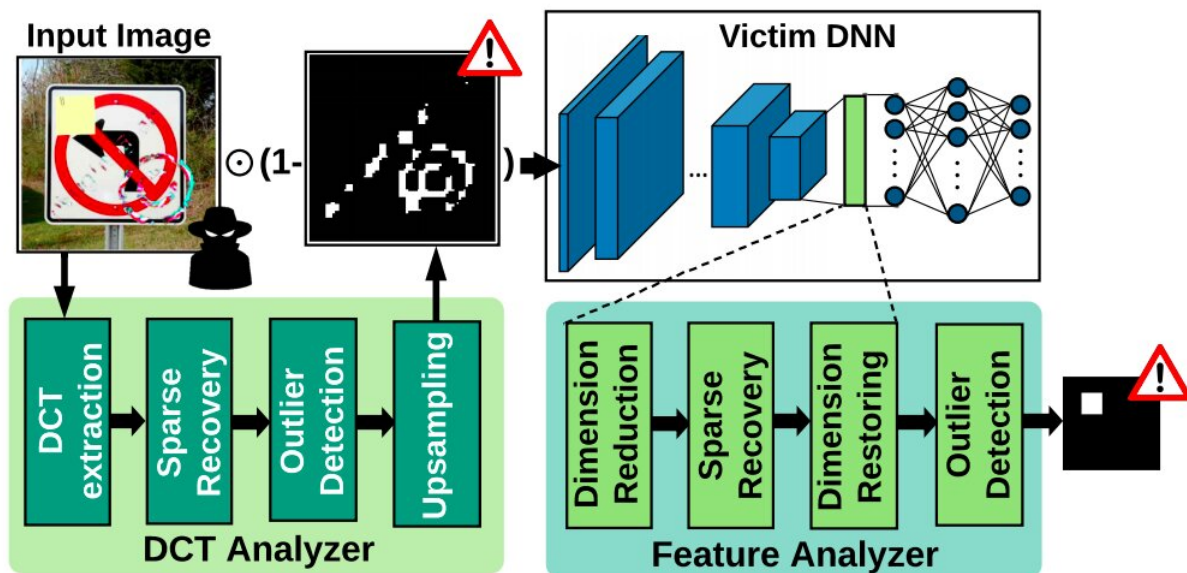 Input Image
Victim DNN
⊙ (1-
)
...
DCT
extraction
Sparse
Recovery
Outlier
Detection
Upsampling
DCT Analyzer
Dimension
Reduction
Sparse
Recovery
Dimension
Restoring
Outlier
Detection
Feature Analyzer